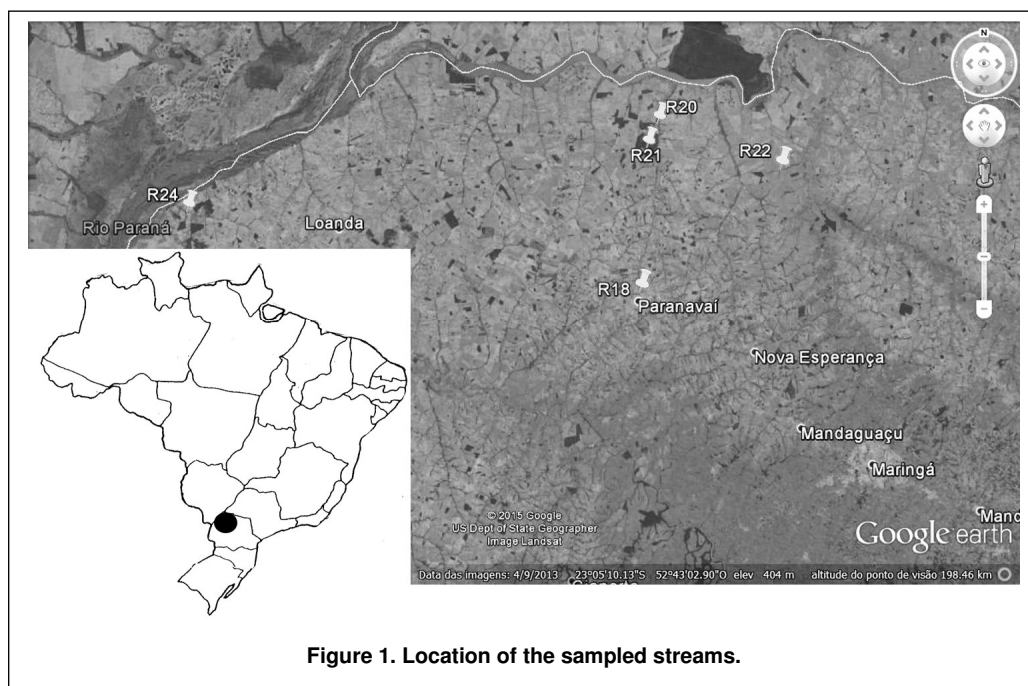 N
R20
R21
R22
R24
Rio Paraná
Loanda
R18
Paranavaí
Nova Esperança
Mandaguaçu
Maringá
Mand
© 2015 Google
US Dept of State Geographer
Image Landsat
Google earth
Data das imagens: 4/9/2013 23°05'10.13"S 52°43'02.90"O elev 404 m altitude do ponto de visão 198.46 km
Figure 1. Location of the sampled streams.